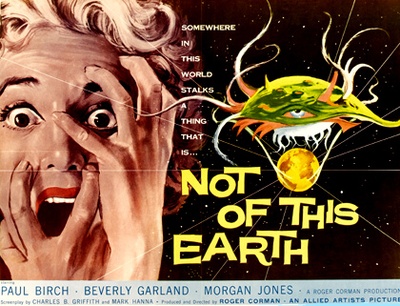 SOMEWHERE
IN
THIS
WORLD
STALKS
A
THING
THAT
IS...
NOT
OF THIS
EARTH
STARRING
PAUL BIRCH · BEVERLY GARLAND · MORGAN JONES · A ROGER CORMAN PRODUCTION
Screenplay by CHARLES B. GRIFFITH and MARK HANNA · Produced and Directed by ROGER CORMAN · AN ALLIED ARTISTS PICTURE